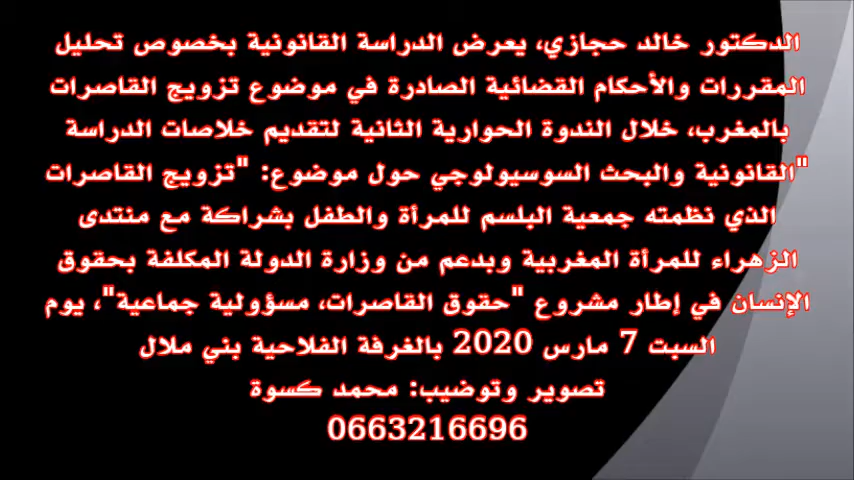 الدكتور خالد حجازي، يعرض الدراسة القانونية بخصوص تحليل
المقررات والأحكام القضائية الصادرة في موضوع تزويج القاصرات
بالمغرب، خلال الندوة الحوارية الثانية لتقديم خلاصات الدراسة
القانونية والبحث السوسيولوجي حول موضوع: "تزويج القاصرات"
الذي نظمته جمعية البلسم للمرأة والطفل بشراكة مع منتدى
الزهراء للمرأة المغربية وبدعم من وزارة الدولة المكلفة بحقوق
الإنسان في إطار مشروع "حقوق القاصرات، مسؤولية جماعية"، يوم
السبت 7 مارس 2020 بالغرفة الفلاحية بني ملال
تصوير وتوضيب: محمد كسوة
0663216696